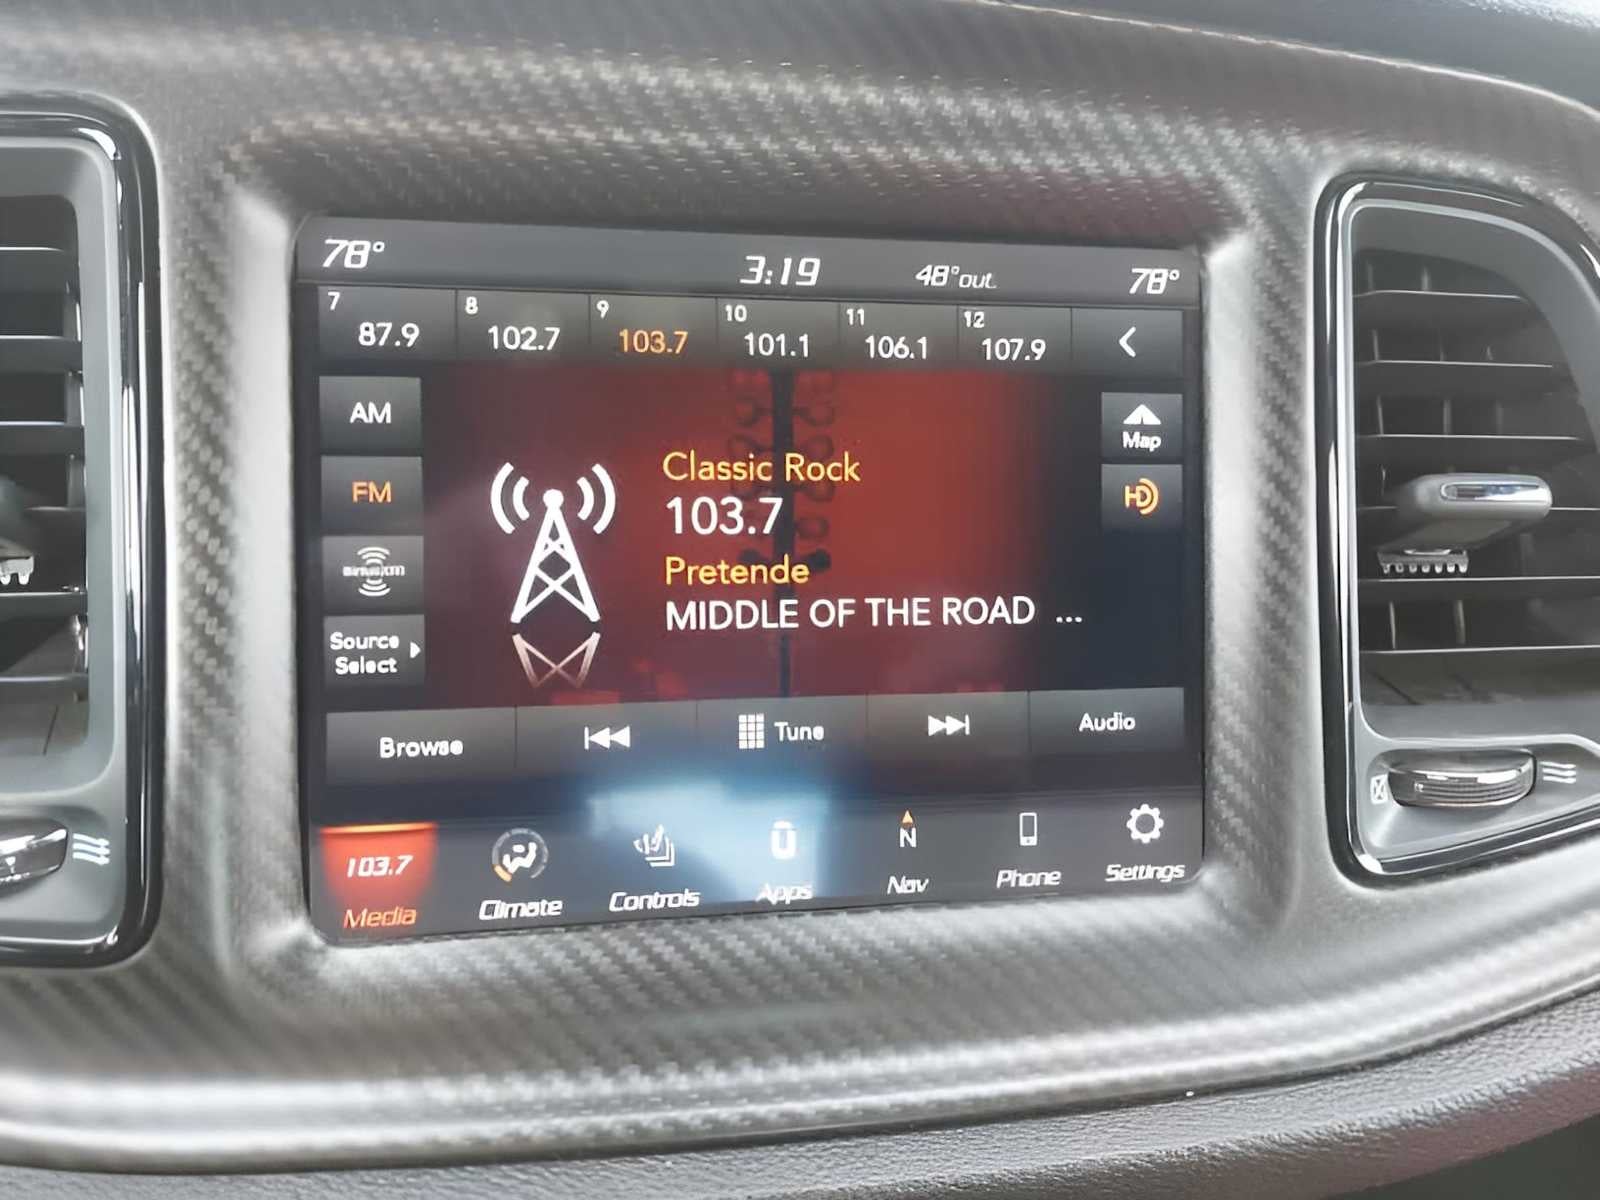 78° 3:19 48°out. 78°
7 8 9 10 11 12
87.9 102.7 103.7 101.1 106.1 107.9
AM
Map
FM
HD
Classic Rock
103.7
Pretende
MIDDLE OF THE ROAD ...
siriusxm
Source
Select
Browse Tune Audio
103.7 N
Media Climate Controls Apps Nav Phone Settings